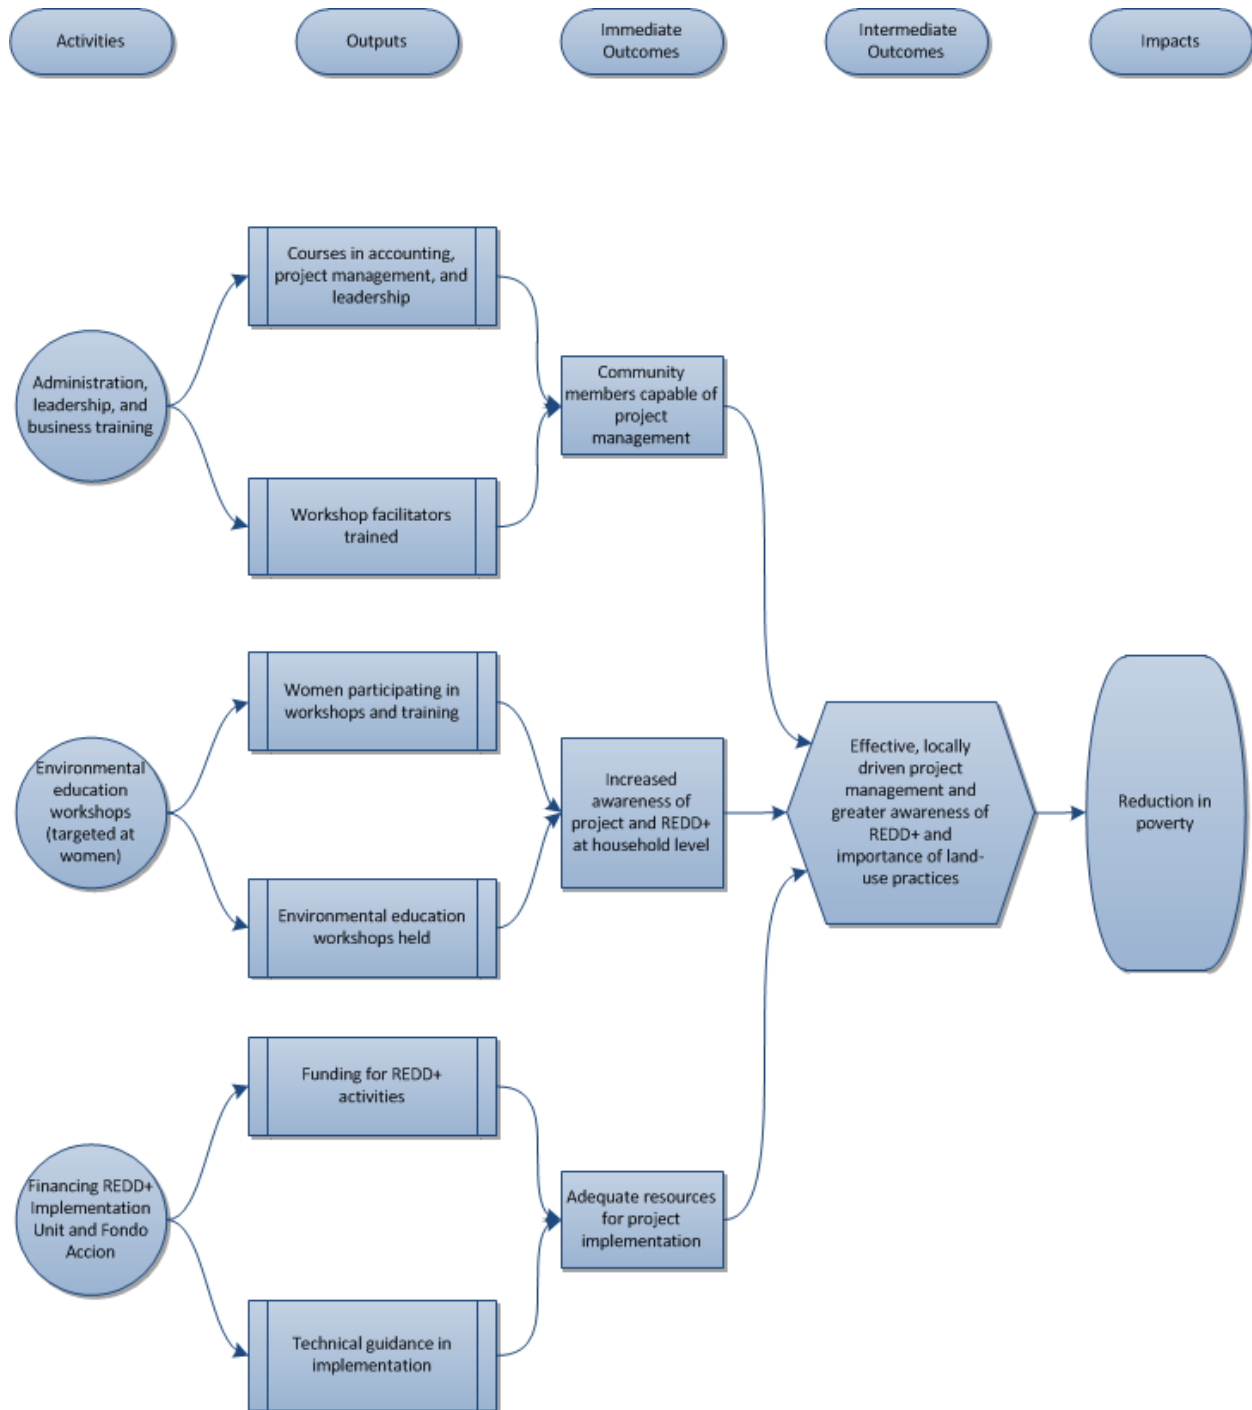 Activities
Outputs
Immediate
Outcomes
Intermediate
Outcomes
Impacts
Courses in accounting,
project management, and
leadership
Administration,
leadership, and
business training
Community
members capable of
project
management
Workshop facilitators
trained
Women participating in
workshops and training
Environmental
education
workshops
(targeted at
women)
Increased
awareness of
project and REDD+
at household level
Effective, locally
driven project
management and
greater awareness of
REDD+ and
importance of land-
use practices
Reduction in
poverty
Environmental education
workshops held
Funding for REDD+
activities
Financing REDD+
Implementation
Unit and Fondo
Accion
Adequate resources
for project
implementation
Technical guidance in
implementation